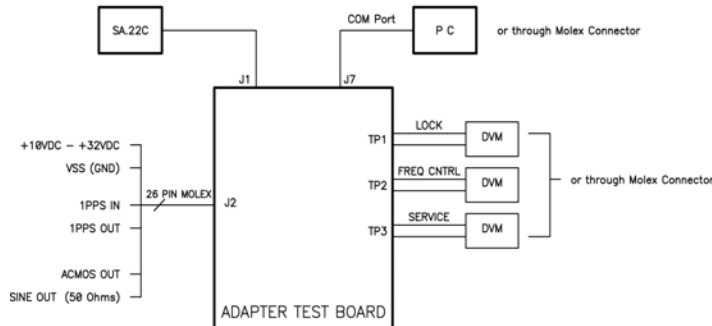 COM Port
SA.22C
P C
or through Molex Connector
J1
J7
LOCK
TP1
DVM
+10VDC – +32VDC
VSS (GND)
FREQ CNTRL
TP2
DVM
or through Molex Connector
26 PIN MOLEX
1PPS IN
J2
SERVICE
1PPS OUT
TP3
DVM
ACMOS OUT
SINE OUT (50 Ohms)
ADAPTER TEST BOARD